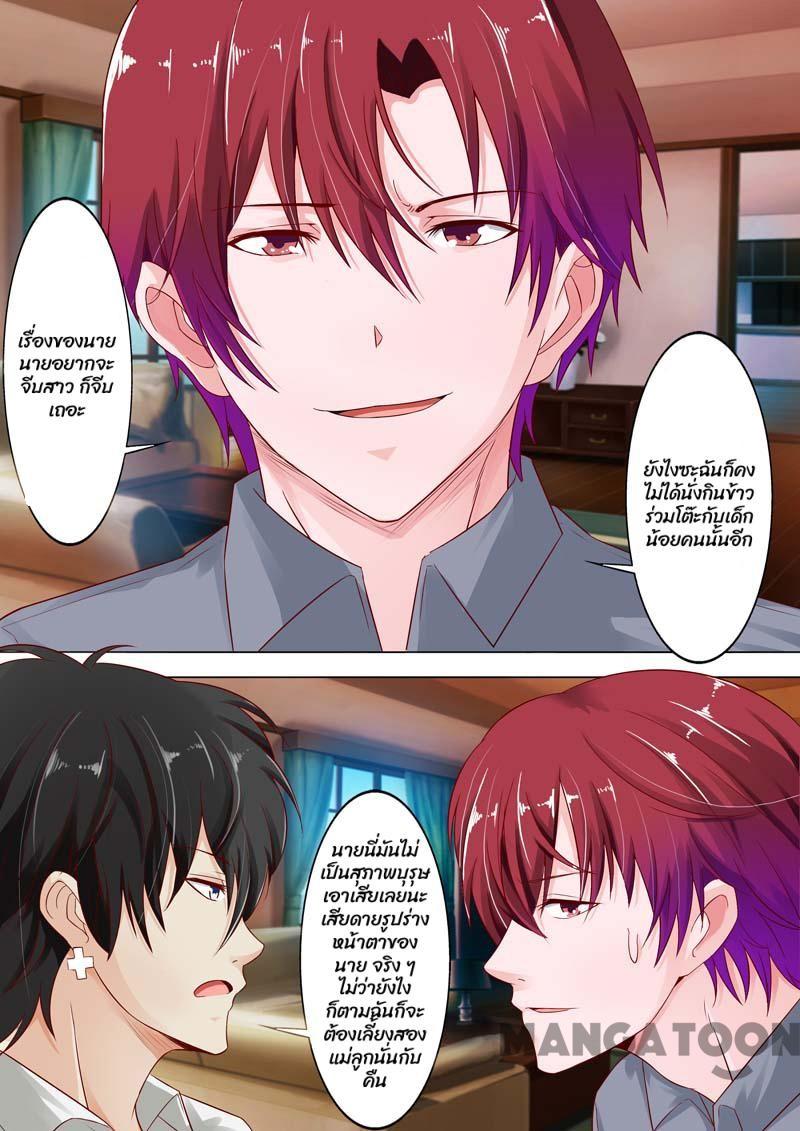 เรื่องของนาย
นายอยากจะ
จีบสาว ก็จีบ
เถอะ
ยังไงซะฉันก็คง
ไม่ได้นั่งกินข้าว
ร่วมโต๊ะกับเด็ก
น้อยคนนั้นอีก
นายนี่มันไม่
เป็นสุภาพบุรุษ
เอาเสียเลยนะ
เสียดายรูปร่าง
หน้าตาของ
นาย จริง ๆ
ไม่ว่ายังไง
ก็ตามฉันก็จะ
ต้องเลี้ยงสอง
แม่ลูกนั่นกับ
คืน
MANGATOON